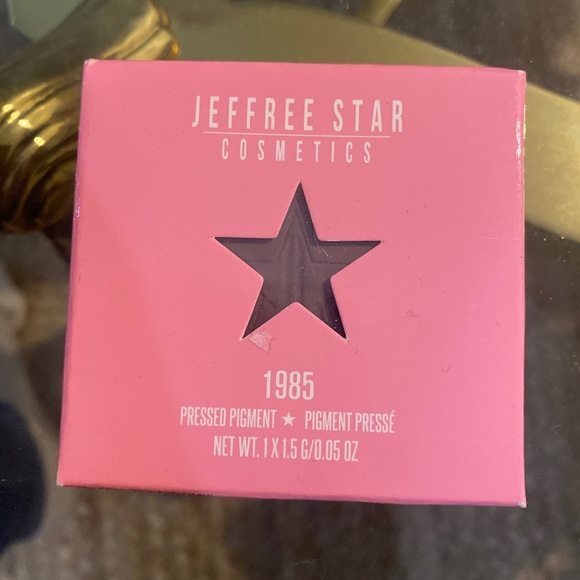 JEFFREE STAR
COSMETICS
1985
PRESSED PIGMENT ★ PIGMENT PRESSÉ
NET WT. 1 X 1.5 G/0.05 OZ